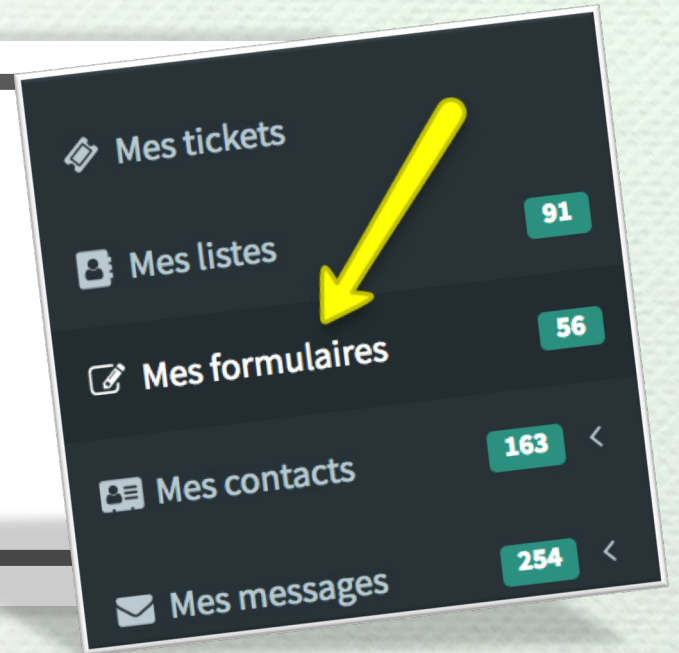 Mes tickets
Mes listes 91
Mes formulaires 56
Mes contacts 163
Mes messages 254